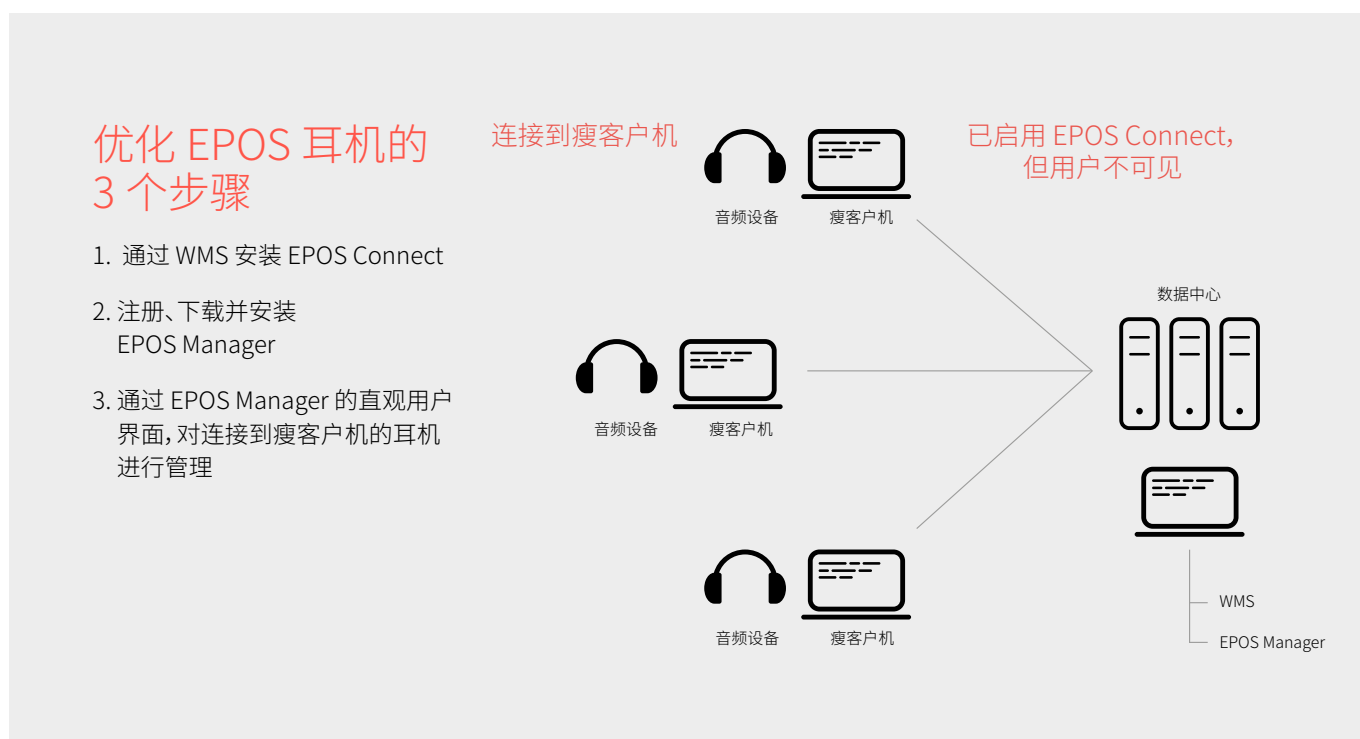 优化 EPOS 耳机的
3 个步骤
1. 通过 WMS 安装 EPOS Connect
2. 注册、下载并安装
EPOS Manager
3. 通过 EPOS Manager 的直观用户
界面，对连接到瘦客户机的耳机
进行管理
连接到瘦客户机
已启用 EPOS Connect，
但用户不可见
音频设备
瘦客户机
音频设备
瘦客户机
音频设备
瘦客户机
数据中心
WMS
EPOS Manager